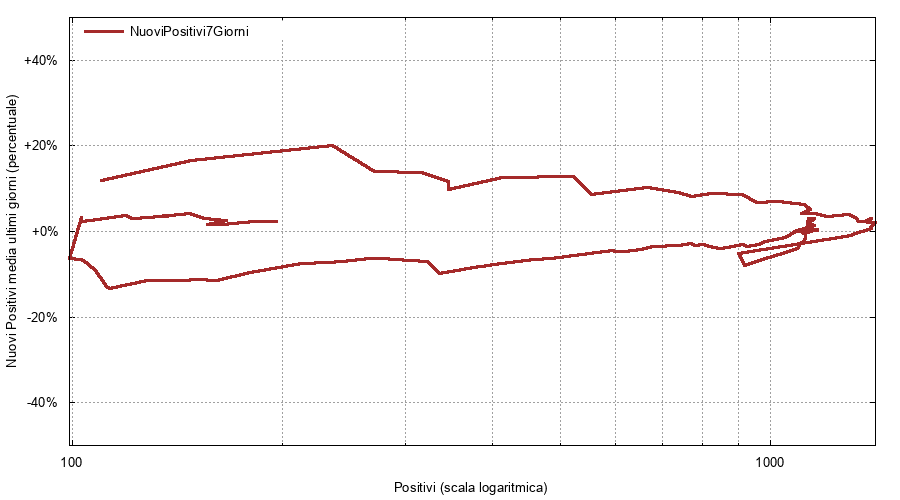 NuoviPositivi7Giorni
+40%
+20%
+0%
-20%
-40%
Nuovi Positivi media ultimi giorni (percentuale)
100
1000
Positivi (scala logaritmica)